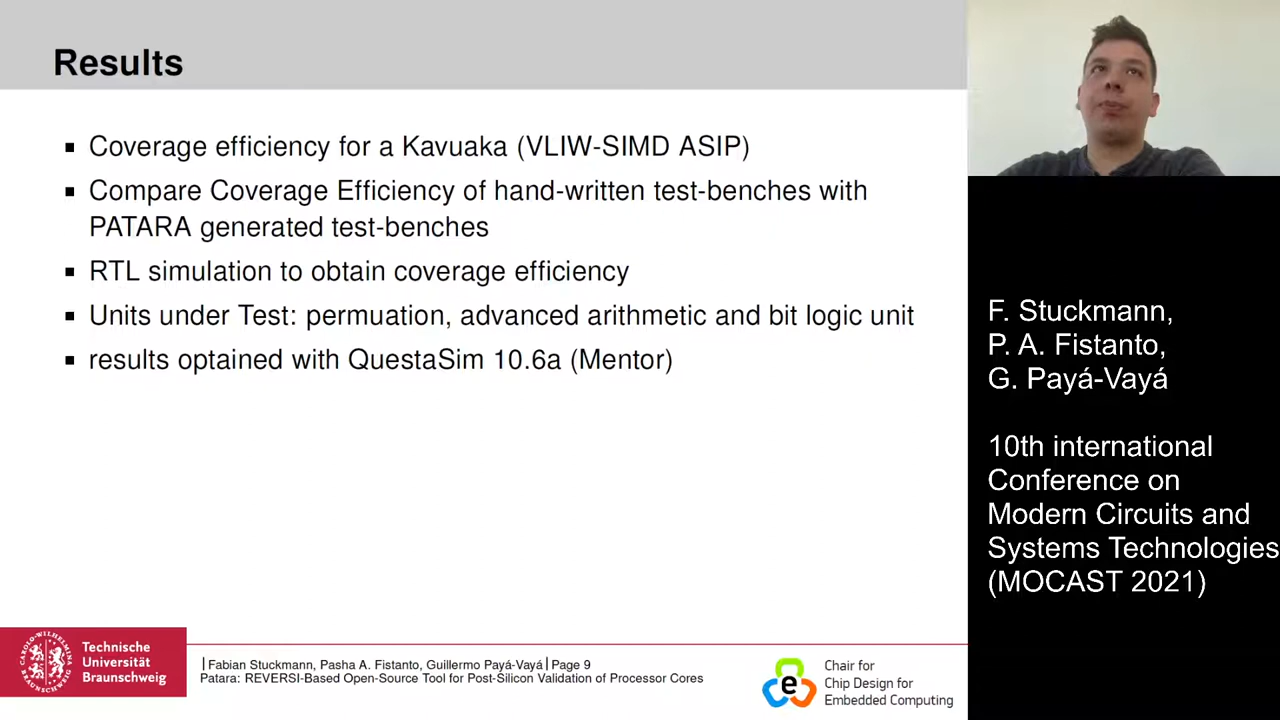 Results
▪ Coverage efficiency for a Kavuaka (VLIW-SIMD ASIP)
▪ Compare Coverage Efficiency of hand-written test-benches with
PATARA generated test-benches
▪ RTL simulation to obtain coverage efficiency
▪ Units under Test: permuation, advanced arithmetic and bit logic unit
▪ results optained with QuestaSim 10.6a (Mentor)
F. Stuckmann,
P. A. Fistanto,
G. Payá-Vayá
10th international
Conference on
Modern Circuits and
Systems Technologies
(MOCAST 2021)
Technische
Universität
Braunschweig
| Fabian Stuckmann, Pasha A. Fistanto, Guillermo Payá-Vayá | Page 9
Patara: REVERSI-Based Open-Source Tool for Post-Silicon Validation of Processor Cores
e
Chair for
Chip Design for
Embedded Computing